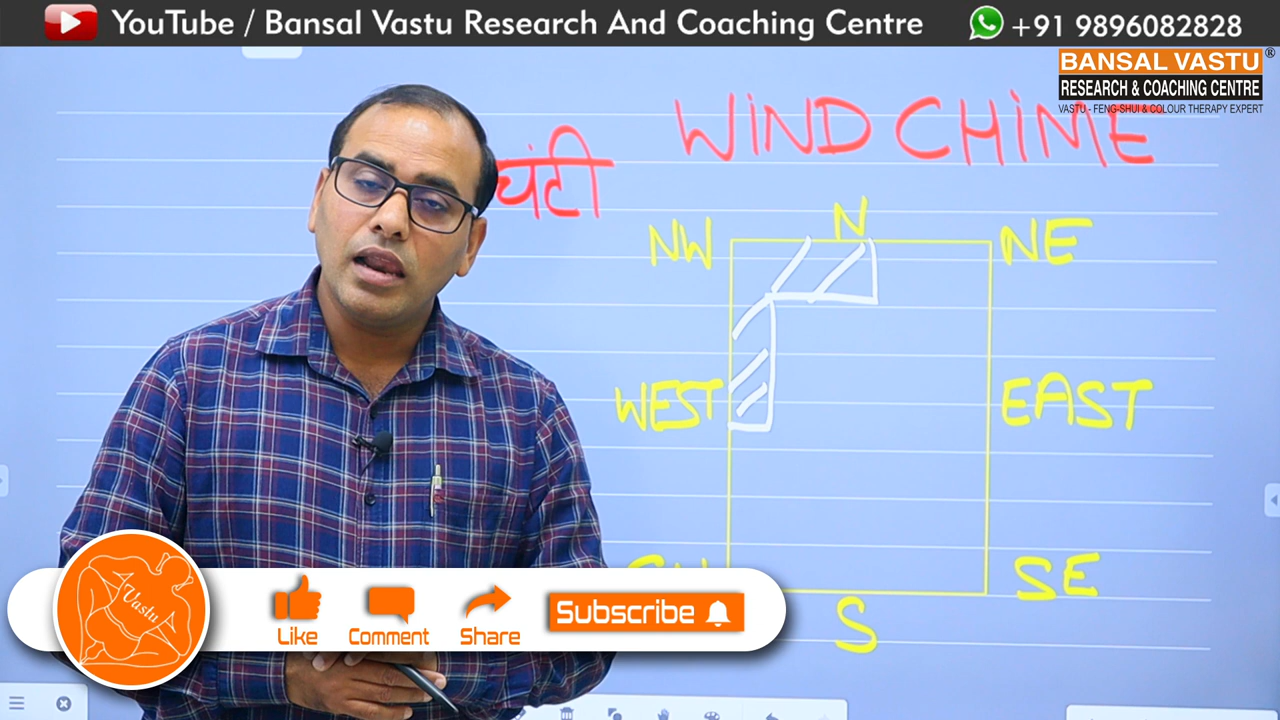 YouTube / Bansal Vastu Research And Coaching Centre
+91 9896082828
BANSAL VASTU®
RESEARCH & COACHING CENTRE
VASTU - FENG-SHUI & COLOUR THERAPY EXPERT
WIND CHIME
घंटी
NW N NE
WEST EAST
SE
S
Vastu
Like Comment Share Subscribe